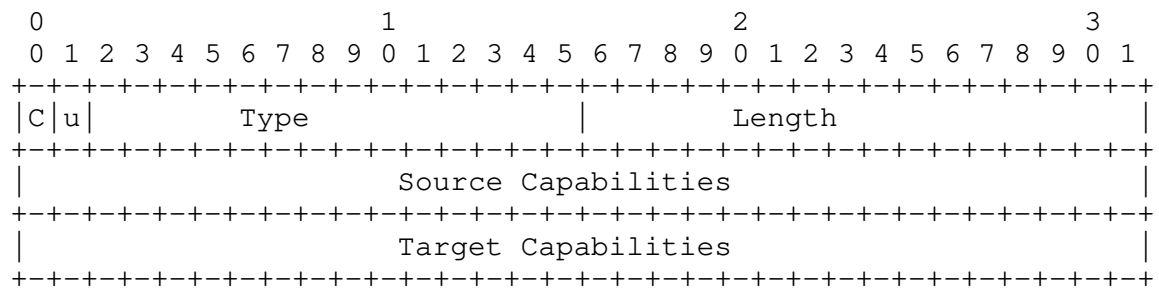 0                   1                   2                   3
 0 1 2 3 4 5 6 7 8 9 0 1 2 3 4 5 6 7 8 9 0 1 2 3 4 5 6 7 8 9 0 1
+-+-+-+-+-+-+-+-+-+-+-+-+-+-+-+-+-+-+-+-+-+-+-+-+-+-+-+-+-+-+-+-+
|C|u|        Type               |        Length                 |
+-+-+-+-+-+-+-+-+-+-+-+-+-+-+-+-+-+-+-+-+-+-+-+-+-+-+-+-+-+-+-+-+
|                     Source Capabilities                       |
+-+-+-+-+-+-+-+-+-+-+-+-+-+-+-+-+-+-+-+-+-+-+-+-+-+-+-+-+-+-+-+-+
|                     Target Capabilities                       |
+-+-+-+-+-+-+-+-+-+-+-+-+-+-+-+-+-+-+-+-+-+-+-+-+-+-+-+-+-+-+-+-+